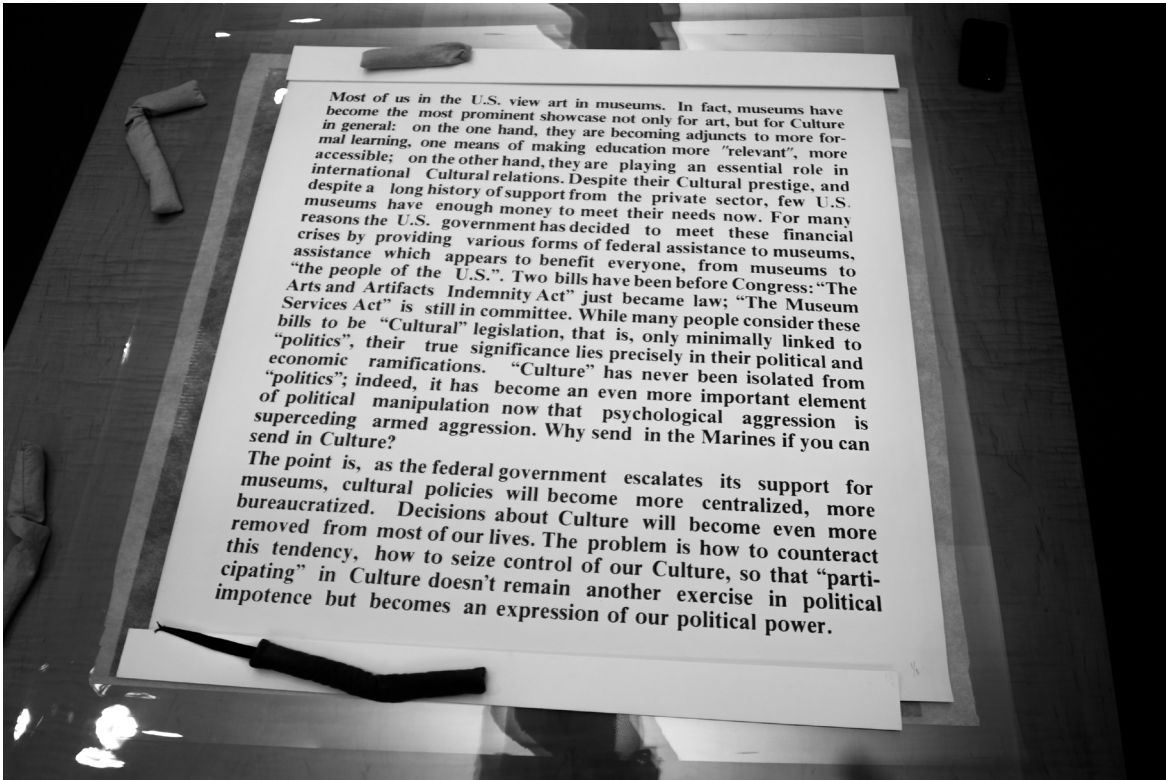 Most of us in the U.S. view art in museums. In fact, museums have
become the most prominent showcase not only for art, but for Culture
in general: on the one hand, they are becoming adjuncts to more for-
mal learning, one means of making education more "relevant", more
accessible; on the other hand, they are playing an essential role in
international Cultural relations. Despite their Cultural prestige, and
despite a long history of support from the private sector, few U.S.
museums have enough money to meet their needs now. For many
reasons the U.S. government has decided to meet these financial
crises by providing various forms of federal assistance to museums,
assistance which appears to benefit everyone, from museums to
“the people of the U.S.”. Two bills have been before Congress: “The
Arts and Artifacts Indemnity Act” just became law; “The Museum
Services Act” is still in committee. While many people consider these
bills to be “Cultural” legislation, that is, only minimally linked to
“politics”, their true significance lies precisely in their political and
economic ramifications. “Culture” has never been isolated from
“politics”; indeed, it has become an even more important element
of political manipulation now that psychological aggression is
superceding armed aggression. Why send in the Marines if you can
send in Culture?
The point is, as the federal government escalates its support for
museums, cultural policies will become more centralized, more
bureaucratized. Decisions about Culture will become even more
removed from most of our lives. The problem is how to counteract
this tendency, how to seize control of our Culture, so that “parti-
cipating” in Culture doesn’t remain another exercise in political
impotence but becomes an expression of our political power.